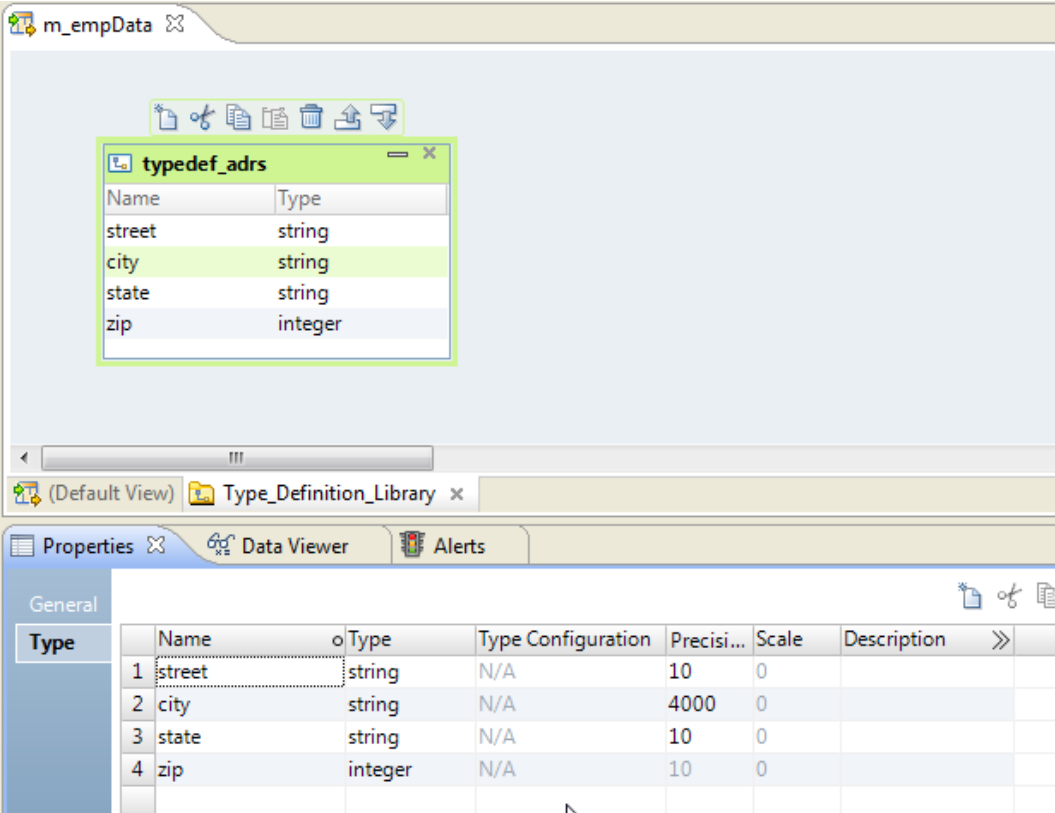 m_empData
typedef_adrs
Name Type
street string
city string
state string
zip integer
(Default View) Type_Definition_Library
Properties Data Viewer Alerts
General
Type
Name Type Type Configuration Precisi... Scale Description
1 street string N/A 10 0
2 city string N/A 4000 0
3 state string N/A 10 0
4 zip integer N/A 10 0